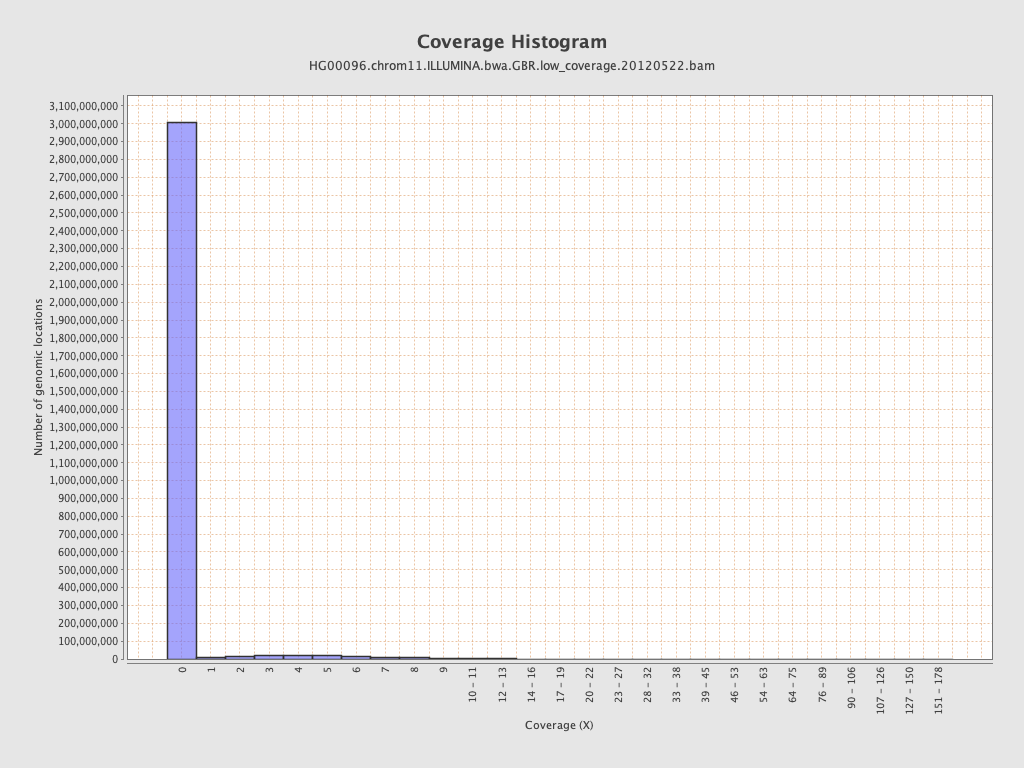 Coverage Histogram
HG00096.chrom11.ILLUMINA.bwa.GBR.low_coverage.20120522.bam
Number of genomic locations
3,100,000,000
3,000,000,000
2,900,000,000
2,800,000,000
2,700,000,000
2,600,000,000
2,500,000,000
2,400,000,000
2,300,000,000
2,200,000,000
2,100,000,000
2,000,000,000
1,900,000,000
1,800,000,000
1,700,000,000
1,600,000,000
1,500,000,000
1,400,000,000
1,300,000,000
1,200,000,000
1,100,000,000
1,000,000,000
900,000,000
800,000,000
700,000,000
600,000,000
500,000,000
400,000,000
300,000,000
200,000,000
100,000,000
0
0
1
2
3
4
5
6
7
8
9
10 - 11
12 - 13
14 - 16
17 - 19
20 - 22
23 - 27
28 - 32
33 - 38
39 - 45
46 - 53
54 - 63
64 - 75
76 - 89
90 - 106
107 - 126
127 - 150
151 - 178
Coverage (X)